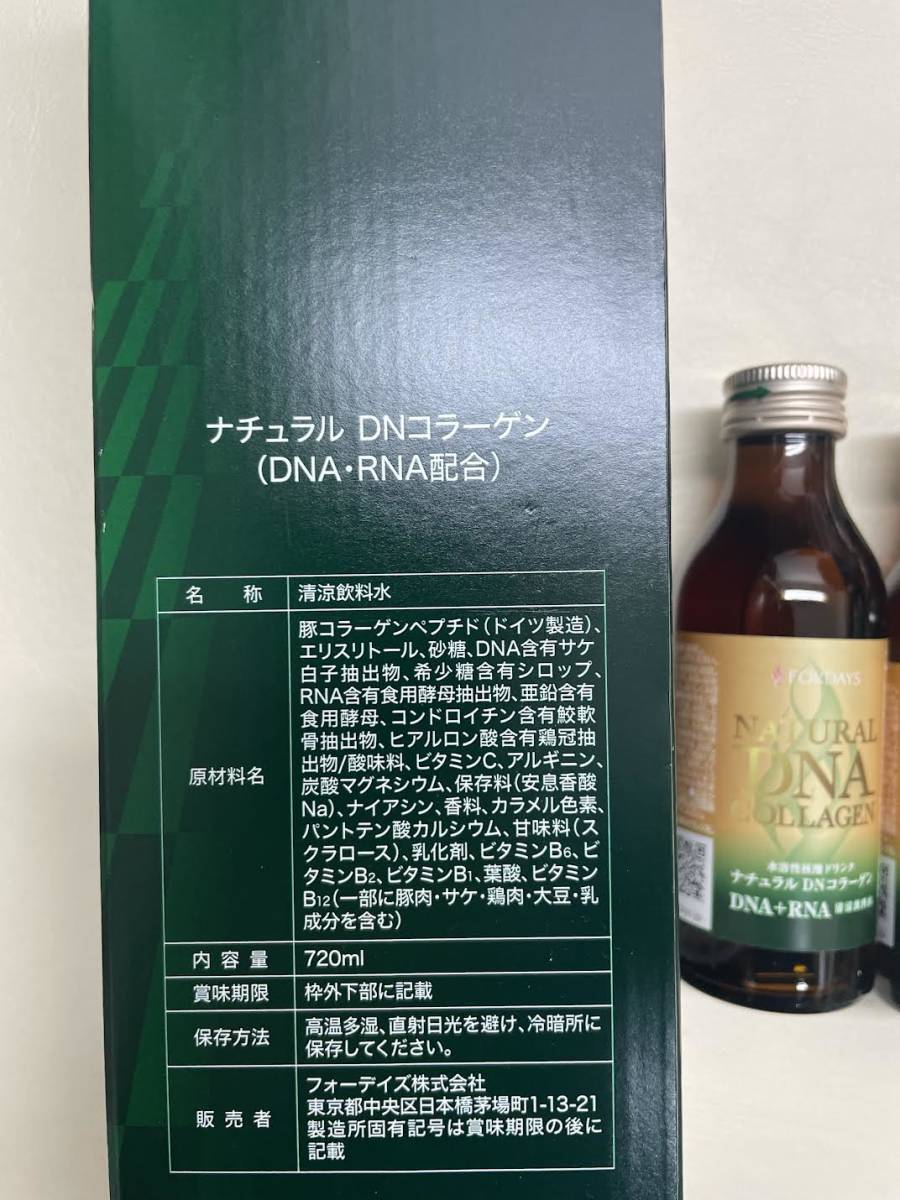 ナチュラル DNコラーゲン
(DNA・RNA配合)
名 称 清涼飲料水
原材料名
豚コラーゲンペプチド(ドイツ製造)、
エリスリトール、砂糖、DNA含有サケ
白子抽出物、希少糖含有シロップ、
RNA含有食用酵母抽出物、亜鉛含有
食用酵母、コンドロイチン含有鮫軟
骨抽出物、ヒアルロン酸含有鶏冠抽
出物/酸味料、ビタミンC、アルギニン、
炭酸マグネシウム、保存料(安息香酸
Na)、ナイアシン、香料、カラメル色素、
パントテン酸カルシウム、甘味料(ス
クラロース)、乳化剤、ビタミンB6、ビ
タミンB2、ビタミンB1、葉酸、ビタミン
B12(一部に豚肉・サケ・鶏肉・大豆・乳
成分を含む)
内容量 720ml
賞味期限 枠外下部に記載
保存方法
高温多湿、直射日光を避け、冷暗所に
保存してください。
販売者
フォーデイズ株式会社
東京都中央区日本橋茅場町1-13-21
製造所固有記号は賞味期限の後に
記載
FORDAYS
NATURAL
DNA
COLLAGEN
水溶性核酸ドリンク
ナチュラル DNコラーゲン
DNA+RNA 清涼飲料水